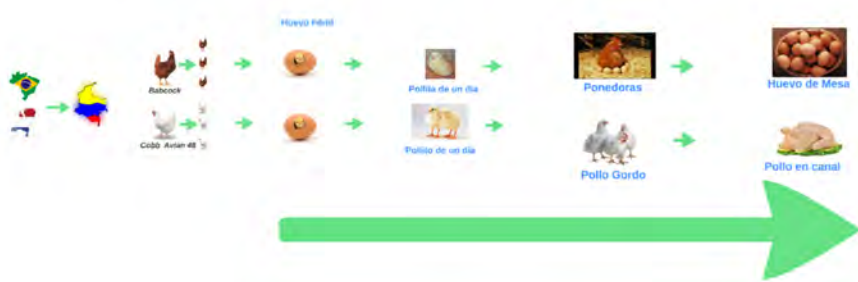 Huevo Fértil
Babcock
Pollita de un día
Ponedoras
Huevo de Mesa
Cobb Avian 48
Pollito de un día
Pollo Gordo
Pollo en canal